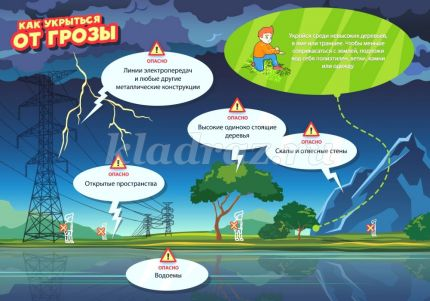 КАК УКРЫТЬСЯ
ОТ ГРОЗЫ
ОПАСНО
Линии электропередач
и любые другие
металлические конструкции
Укройся среди невысоких деревьев,
в яме или траншее. Чтобы меньше
соприкасаться с землей, подложи
под себя полиэтилен, ветки, камни
или одежду
ОПАСНО
Высокие одиноко стоящие
деревья
ОПАСНО
Скалы и отвесные стены
ОПАСНО
Открытые пространства
ОПАСНО
Водоемы
kladraz.ru